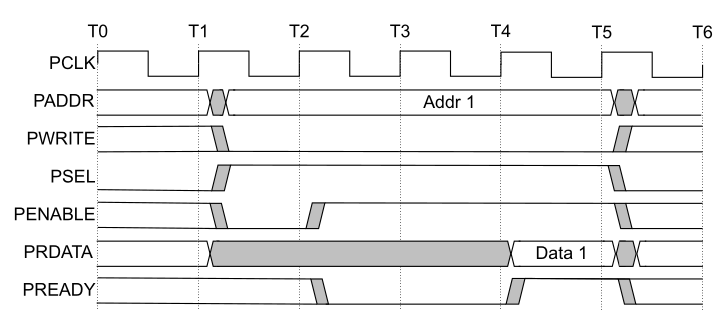 T0 T1 T2 T3 T4 T5 T6
PCLK
PADDR Addr 1
PWRITE
PSEL
PENABLE
PRDATA Data 1
PREADY